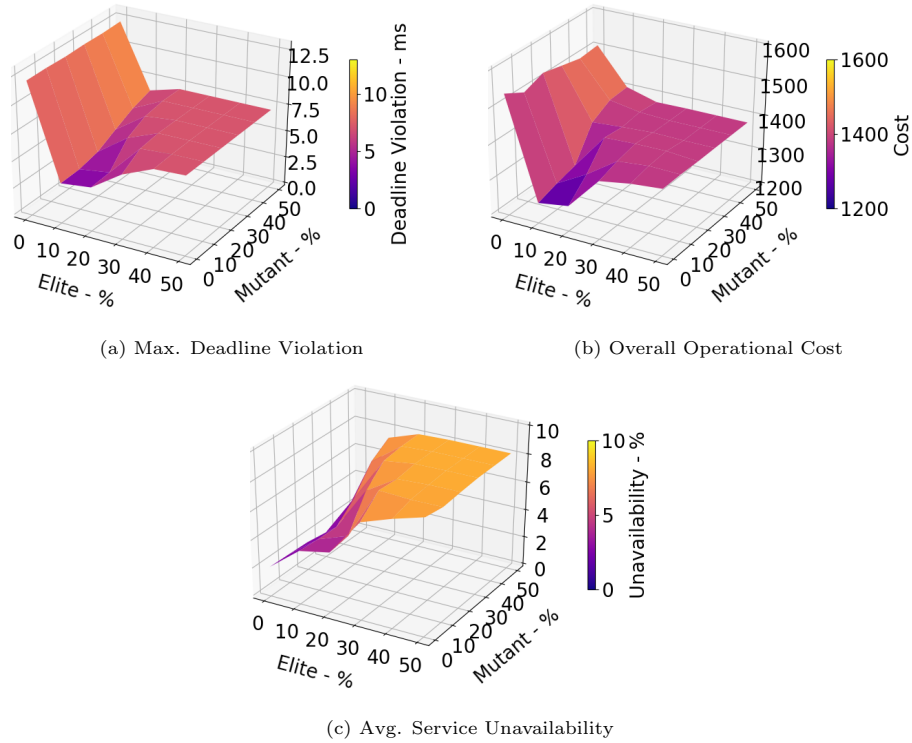 12.5
10.0
7.5
5.0
2.5
0.0
0 10 20 30 40 50
Elite - %
0 10 20 30 40 50
Mutant - %
10
5
0
Deadline Violation - ms
1600
1500
1400
1300
1200
0 10 20 30 40 50
Elite - %
0 10 20 30 40 50
Mutant - %
1600
1400
1200
Cost
(a) Max. Deadline Violation
(b) Overall Operational Cost
10
8
6
4
2
0
0 10 20 30 40 50
Elite - %
0 10 20 30 40 50
Mutant - %
10
5
0
Unavailability - %
(c) Avg. Service Unavailability